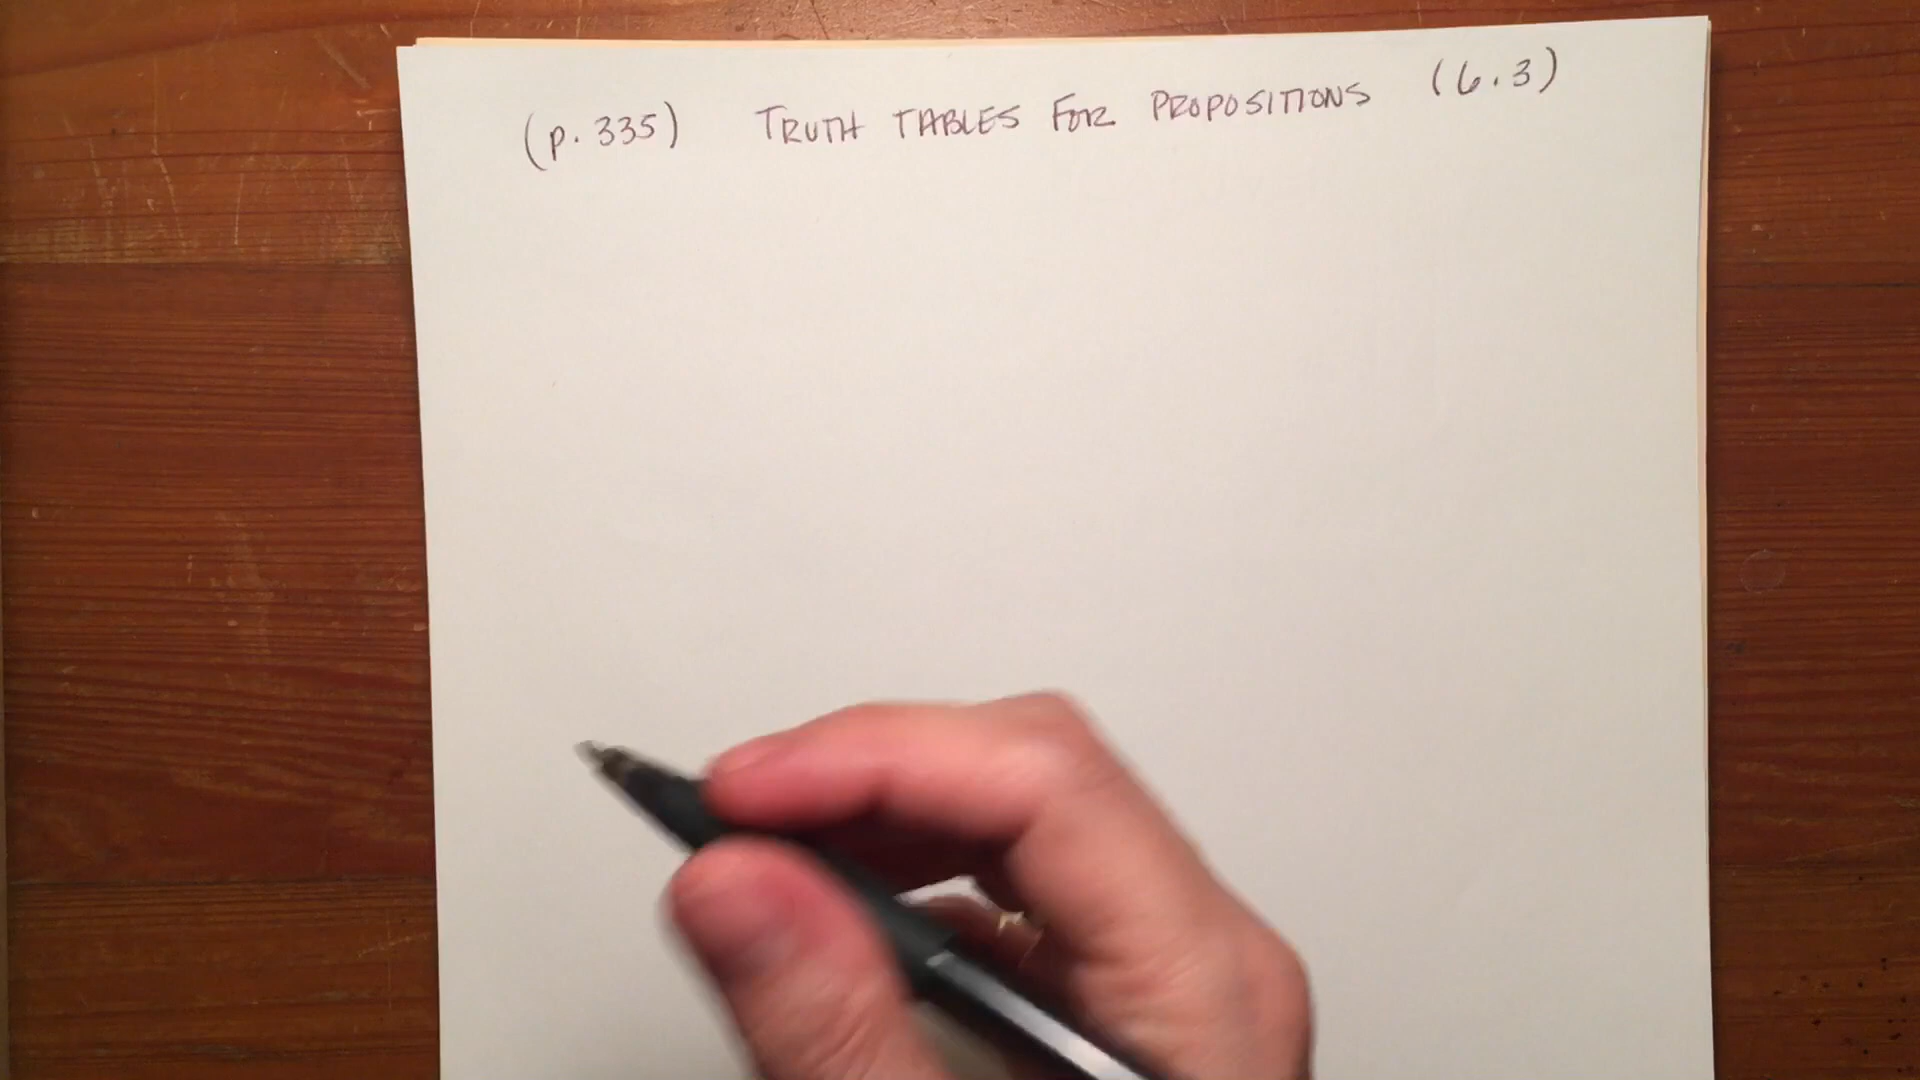 (p. 335) TRUTH TABLES FOR PROPOSITIONS (6.3)